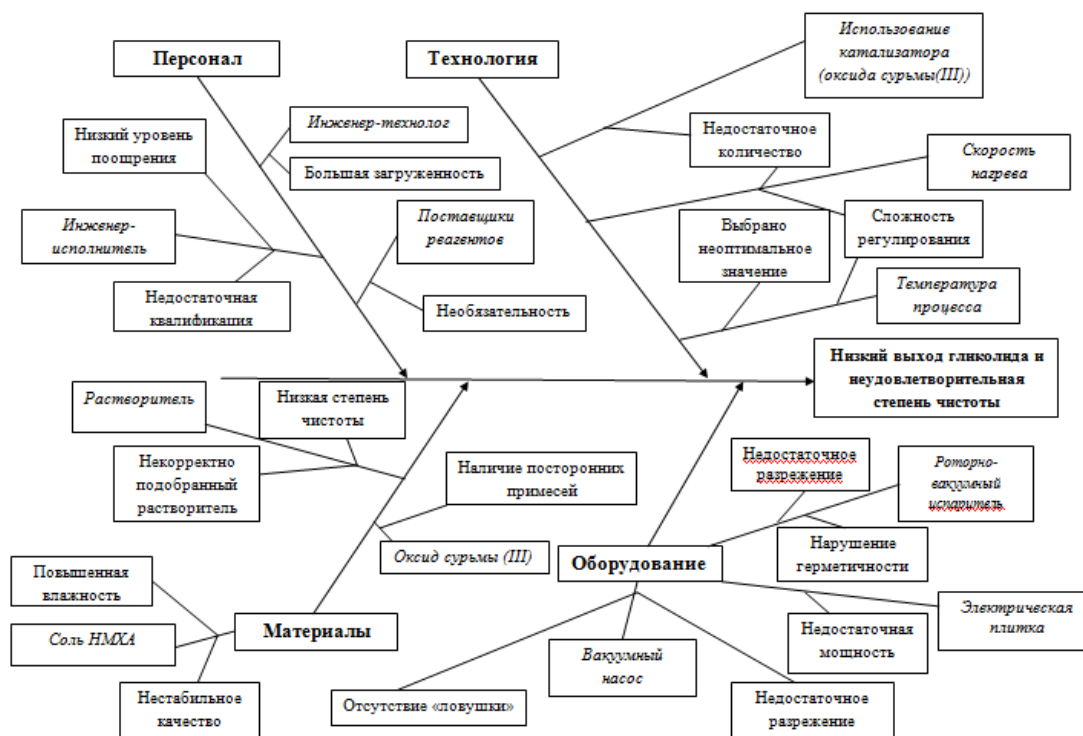 Персонал
Технология
Использование
катализатора
(оксида сурьмы(III))
Низкий уровень
поощрения
Инженер-технолог
Большая загруженность
Недостаточное
количество
Скорость
нагрева
Инженер-
исполнитель
Поставщики
реагентов
Выбрано
неоптимальное
значение
Сложность
регулирования
Недостаточная
квалификация
Необязательность
Температура
процесса
Низкий выход гликолида и
неудовлетворительная
степень чистоты
Растворитель
Низкая степень
чистоты
Некорректно
подобранный
растворитель
Наличие посторонних
примесей
Недостаточное
разрежение
Роторно-
вакуумный
испаритель
Оксид сурьмы (III)
Оборудование
Нарушение
герметичности
Повышенная
влажность
Соль НМХА
Материалы
Электрическая
плитка
Недостаточная
мощность
Вакуумный
насос
Нестабильное
качество
Отсутствие «ловушки»
Недостаточное
разрежение